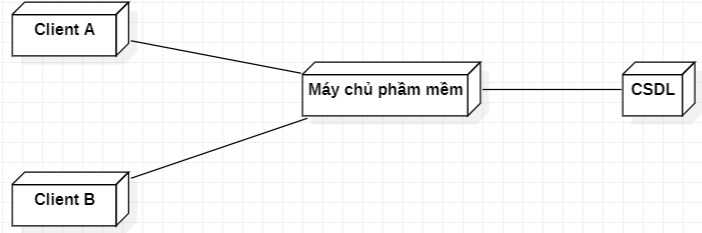 Client A
Máy chủ phầm mềm
CSDL
Client B